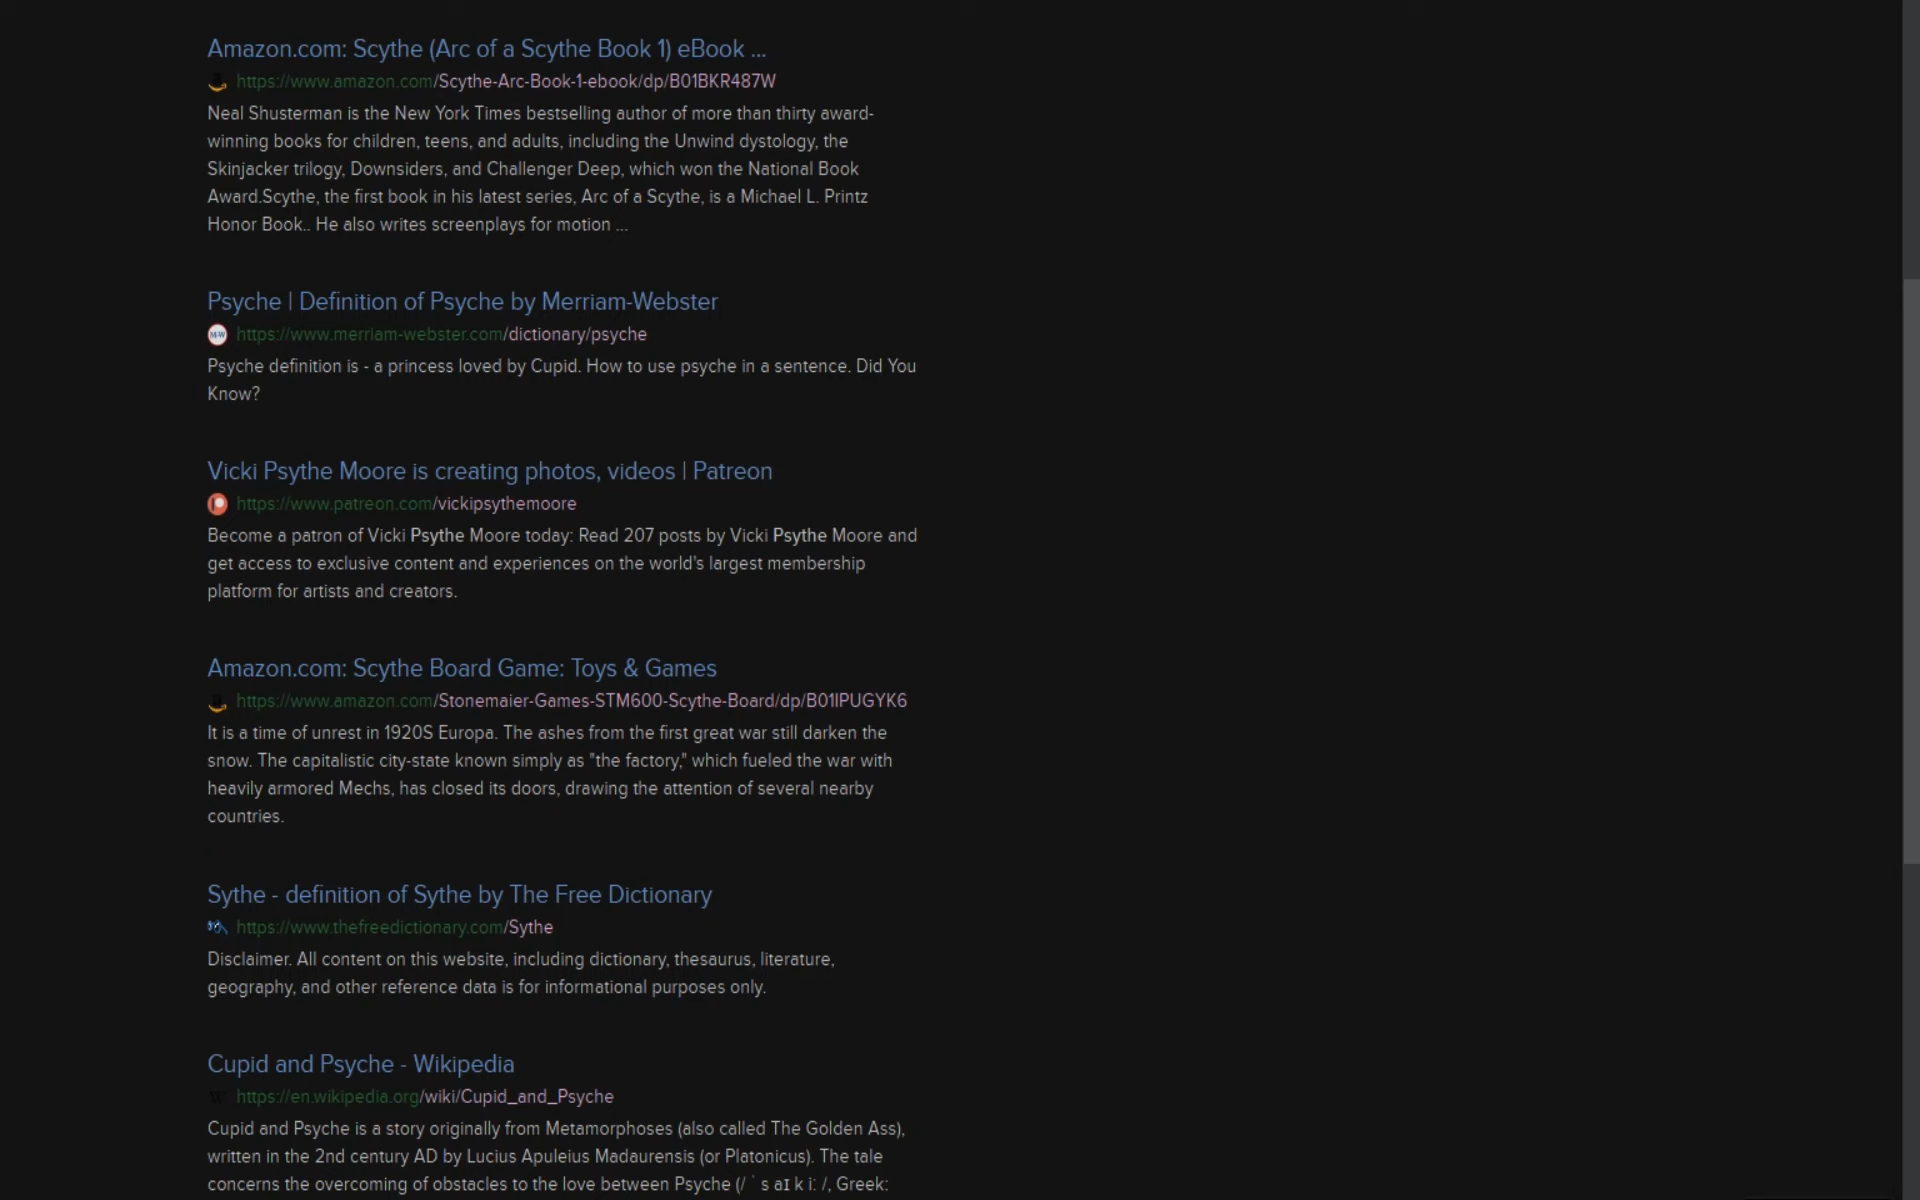 Amazon.com: Scythe (Arc of a Scythe Book 1) eBook ...
https://www.amazon.com/Scythe-Arc-Book-1-ebook/dp/B01BKR487W
Neal Shusterman is the New York Times bestselling author of more than thirty award-
winning books for children, teens, and adults, including the Unwind dystology, the
Skinjacker trilogy, Downsiders, and Challenger Deep, which won the National Book
Award.Scythe, the first book in his latest series, Arc of a Scythe, is a Michael L. Printz
Honor Book.. He also writes screenplays for motion ...
Psyche | Definition of Psyche by Merriam-Webster
M-W https://www.merriam-webster.com/dictionary/psyche
Psyche definition is - a princess loved by Cupid. How to use psyche in a sentence. Did You
Know?
Vicki Psythe Moore is creating photos, videos | Patreon
https://www.patreon.com/vickipsythemoore
Become a patron of Vicki Psythe Moore today: Read 207 posts by Vicki Psythe Moore and
get access to exclusive content and experiences on the world's largest membership
platform for artists and creators.
Amazon.com: Scythe Board Game: Toys & Games
https://www.amazon.com/Stonemaier-Games-STM600-Scythe-Board/dp/B01IPUGYK6
It is a time of unrest in 1920S Europa. The ashes from the first great war still darken the
snow. The capitalistic city-state known simply as "the factory," which fueled the war with
heavily armored Mechs, has closed its doors, drawing the attention of several nearby
countries.
Sythe - definition of Sythe by The Free Dictionary
https://www.thefreedictionary.com/Sythe
Disclaimer. All content on this website, including dictionary, thesaurus, literature,
geography, and other reference data is for informational purposes only.
Cupid and Psyche - Wikipedia
W https://en.wikipedia.org/wiki/Cupid_and_Psyche
Cupid and Psyche is a story originally from Metamorphoses (also called The Golden Ass),
written in the 2nd century AD by Lucius Apuleius Madaurensis (or Platonicus). The tale
concerns the overcoming of obstacles to the love between Psyche (/ ˈ s aɪ k iː /, Greek: